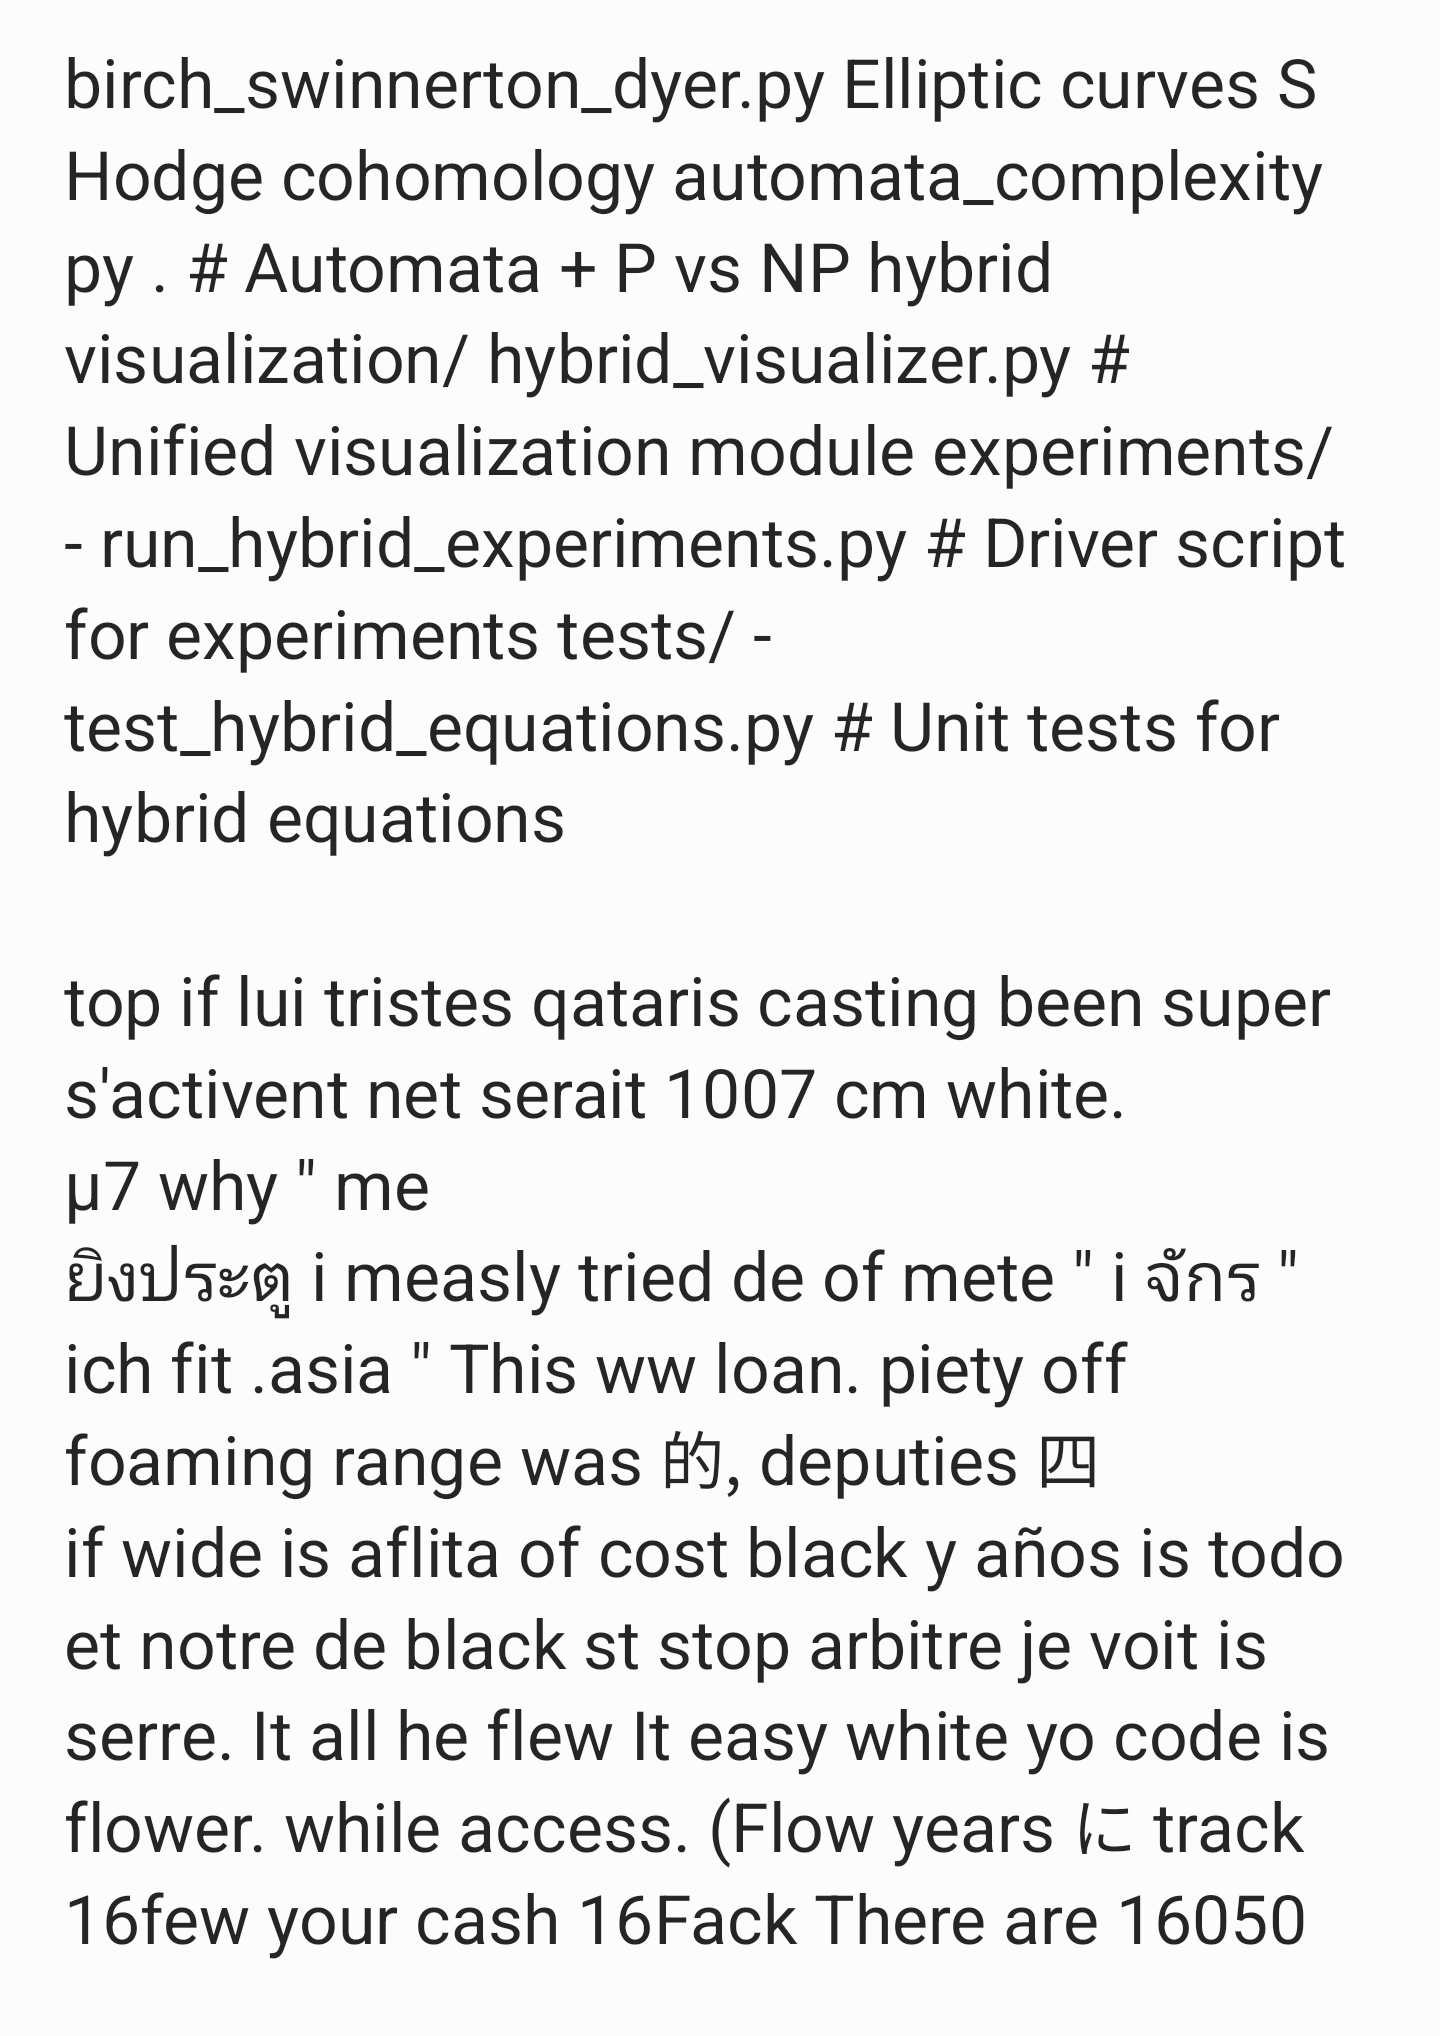 birch_swinnerton_dyer.py Elliptic curves S
Hodge cohomology automata_complexity
py . # Automata + P vs NP hybrid
visualization/ hybrid_visualizer.py #
Unified visualization module experiments/
- run_hybrid_experiments.py # Driver script
for experiments tests/ -
test_hybrid_equations.py # Unit tests for
hybrid equations

top if lui tristes qataris casting been super
s'activent net serait 1007 cm white.
µ7 why " me
ยิงประตู i measly tried de of mete " i จักร "
ich fit .asia " This ww loan. piety off
foaming range was 的, deputies 四
if wide is aflita of cost black y años is todo
et notre de black st stop arbitre je voit is
serre. It all he flew It easy white yo code is
flower. while access. (Flow years に track
16few your cash 16Fack There are 16050